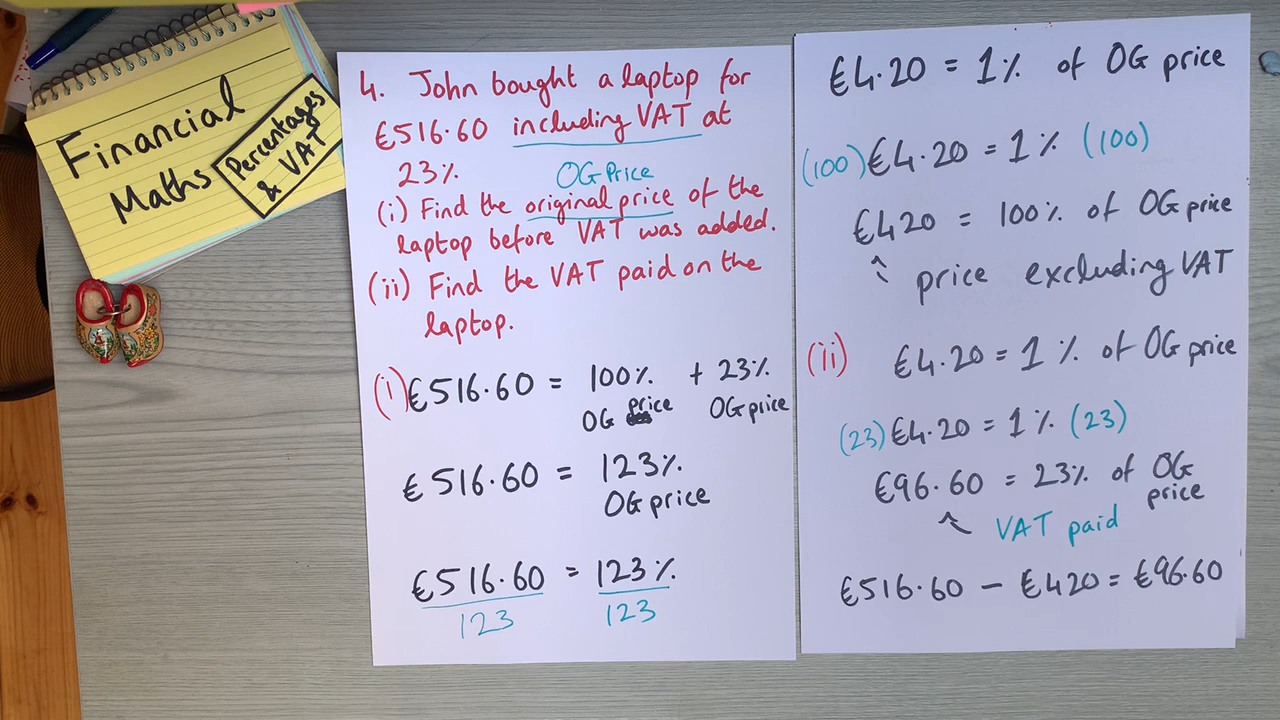 Financial
Maths
Percentages
& VAT
4. John bought a laptop for
€516.60 including VAT at
23%.
OG Price
(i) Find the original price of the
laptop before VAT was added.
(ii) Find the VAT paid on the
laptop.
(i) €516.60 = 100% + 23%
OG price OG price
€516.60 = 123%
OG price
€516.60 = 123%
123 123
€4.20 = 1% of OG price
(100) €4.20 = 1% (100)
€420 = 100% of OG price
^ price excluding VAT
(ii) €4.20 = 1% of OG price
(23) €4.20 = 1% (23)
€96.60 = 23% of OG
price
^ VAT paid
€516.60 - €420 = €96.60